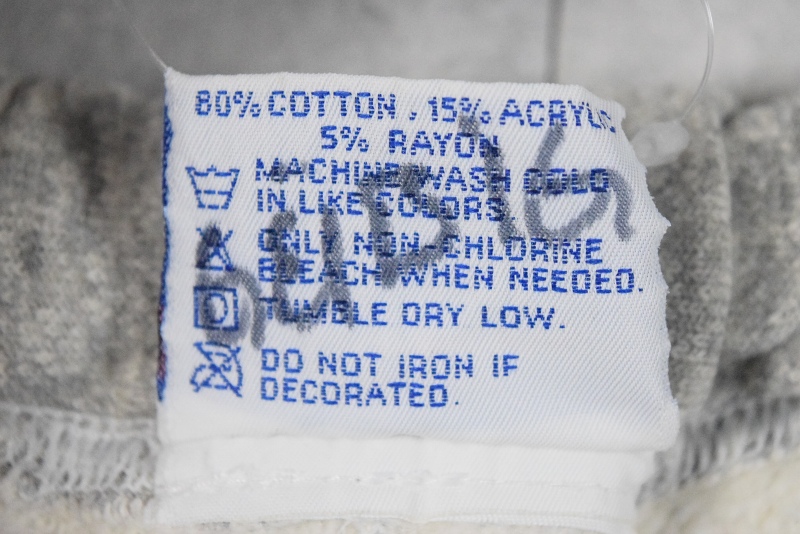 80% COTTON, 15% ACRYLIC
5% RAYON
MACHINE WASH COLD
IN LIKE COLORS.
ONLY NON-CHLORINE
BLEACH WHEN NEEDED.
D TUMBLE DRY LOW.
DO NOT IRON IF
DECORATED.